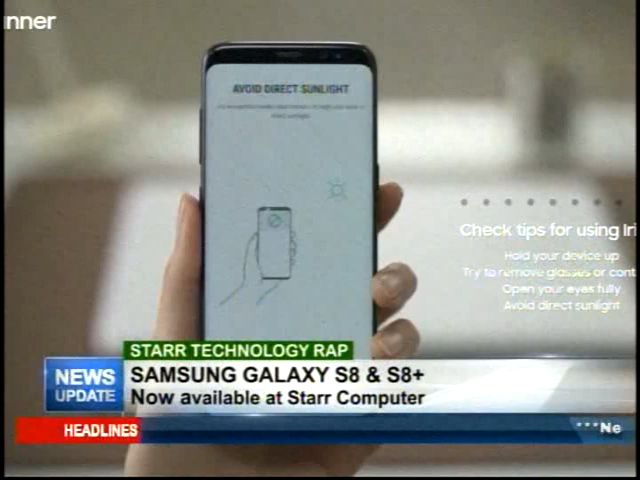 nner
AVOID DIRECT SUNLIGHT
Check tips for using Iri
Hold your device up
Try to remove glasses or cont
Open your eyes fully
Avoid direct sunlight
STARR TECHNOLOGY RAP
NEWS
UPDATE
SAMSUNG GALAXY S8 & S8+
Now available at Starr Computer
HEADLINES
***Ne